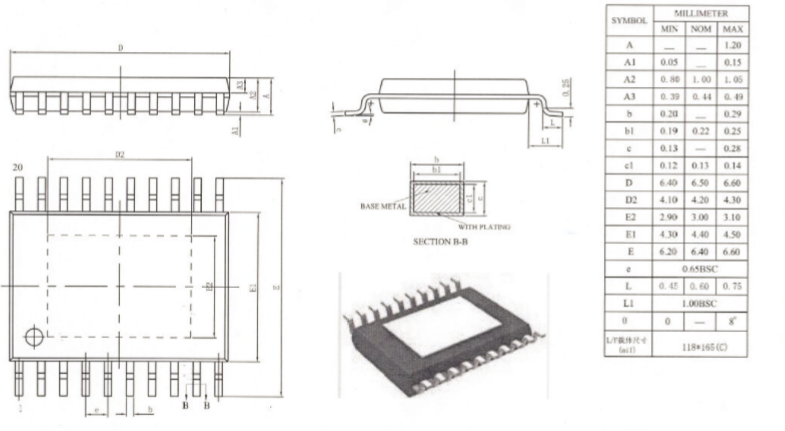 D
A3
A2
A
A1
0.25
L
L1
D2
20
b
b1
BASE METAL
c1
c
WITH PLATING
SECTION B-B
E2
E1
E
1
e
b
B
B
SYMBOL MILLIMETER
MIN NOM MAX
A — — 1.20
A1 0.05 — 0.15
A2 0.80 1.00 1.05
A3 0.39 0.44 0.49
b 0.20 — 0.29
b1 0.19 0.22 0.25
c 0.13 — 0.28
c1 0.12 0.13 0.14
D 6.40 6.50 6.60
D2 4.10 4.20 4.30
E2 2.90 3.00 3.10
E1 4.30 4.40 4.50
E 6.20 6.40 6.60
e 0.65BSC
L 0.45 0.60 0.75
L1 1.00BSC
θ 0 — 8°
L/F载体尺寸
(mil) 118*165(C)